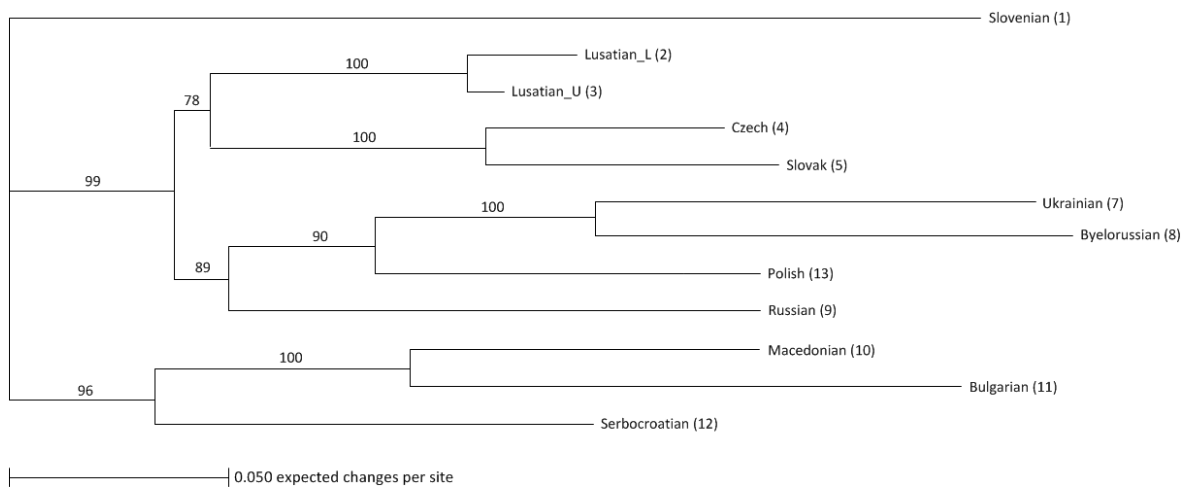 Slovenian (1)
Lusatian_L (2)
100
Lusatian_U (3)
78
Czech (4)
100
Slovak (5)
99
Ukrainian (7)
100
Byelorussian (8)
90
Polish (13)
89
Russian (9)
Macedonian (10)
100
Bulgarian (11)
96
Serbocroatian (12)
0.050 expected changes per site